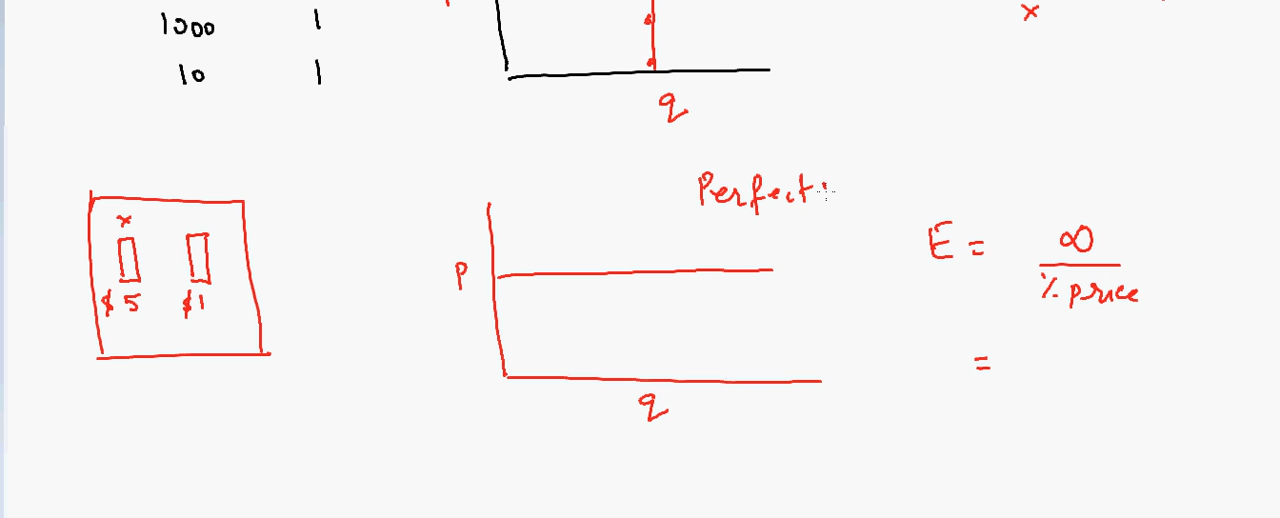 1000 1
10 1
q
x
Perfect
x
$5 $1
P
q
E = ∞
% price
=